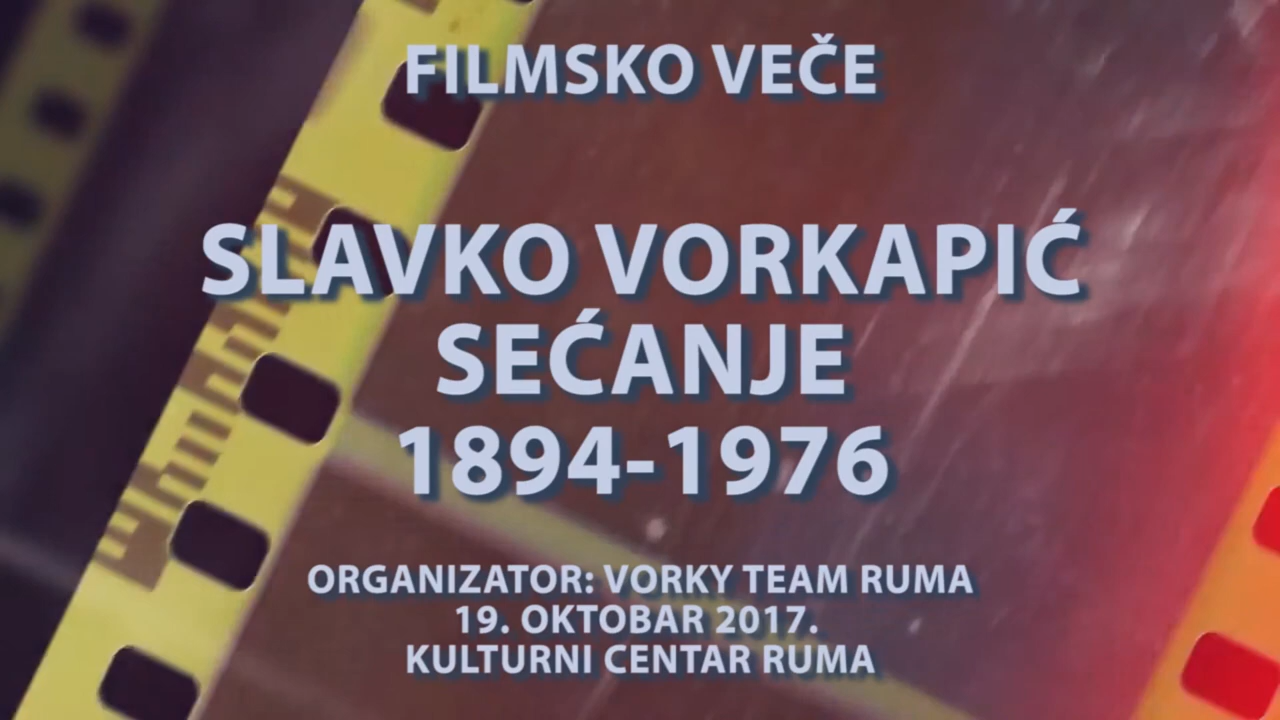 FILMSKO VEČE
SLAVKO VORKAPIĆ
SEĆANJE
1894-1976
ORGANIZATOR: VORKY TEAM RUMA
19. OKTOBAR 2017.
KULTURNI CENTAR RUMA